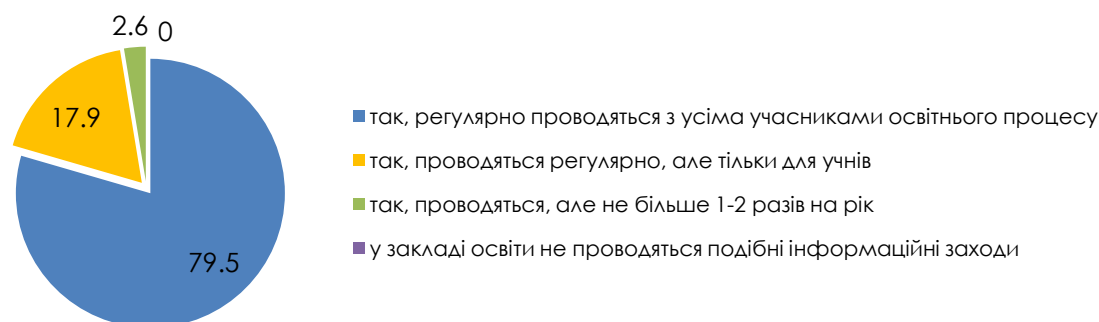 2.6 0
17.9
79.5
так, регулярно проводяться з усіма учасниками освітнього процесу
так, проводяться регулярно, але тільки для учнів
так, проводяться, але не більше 1-2 разів на рік
у закладі освіти не проводяться подібні інформаційні заходи